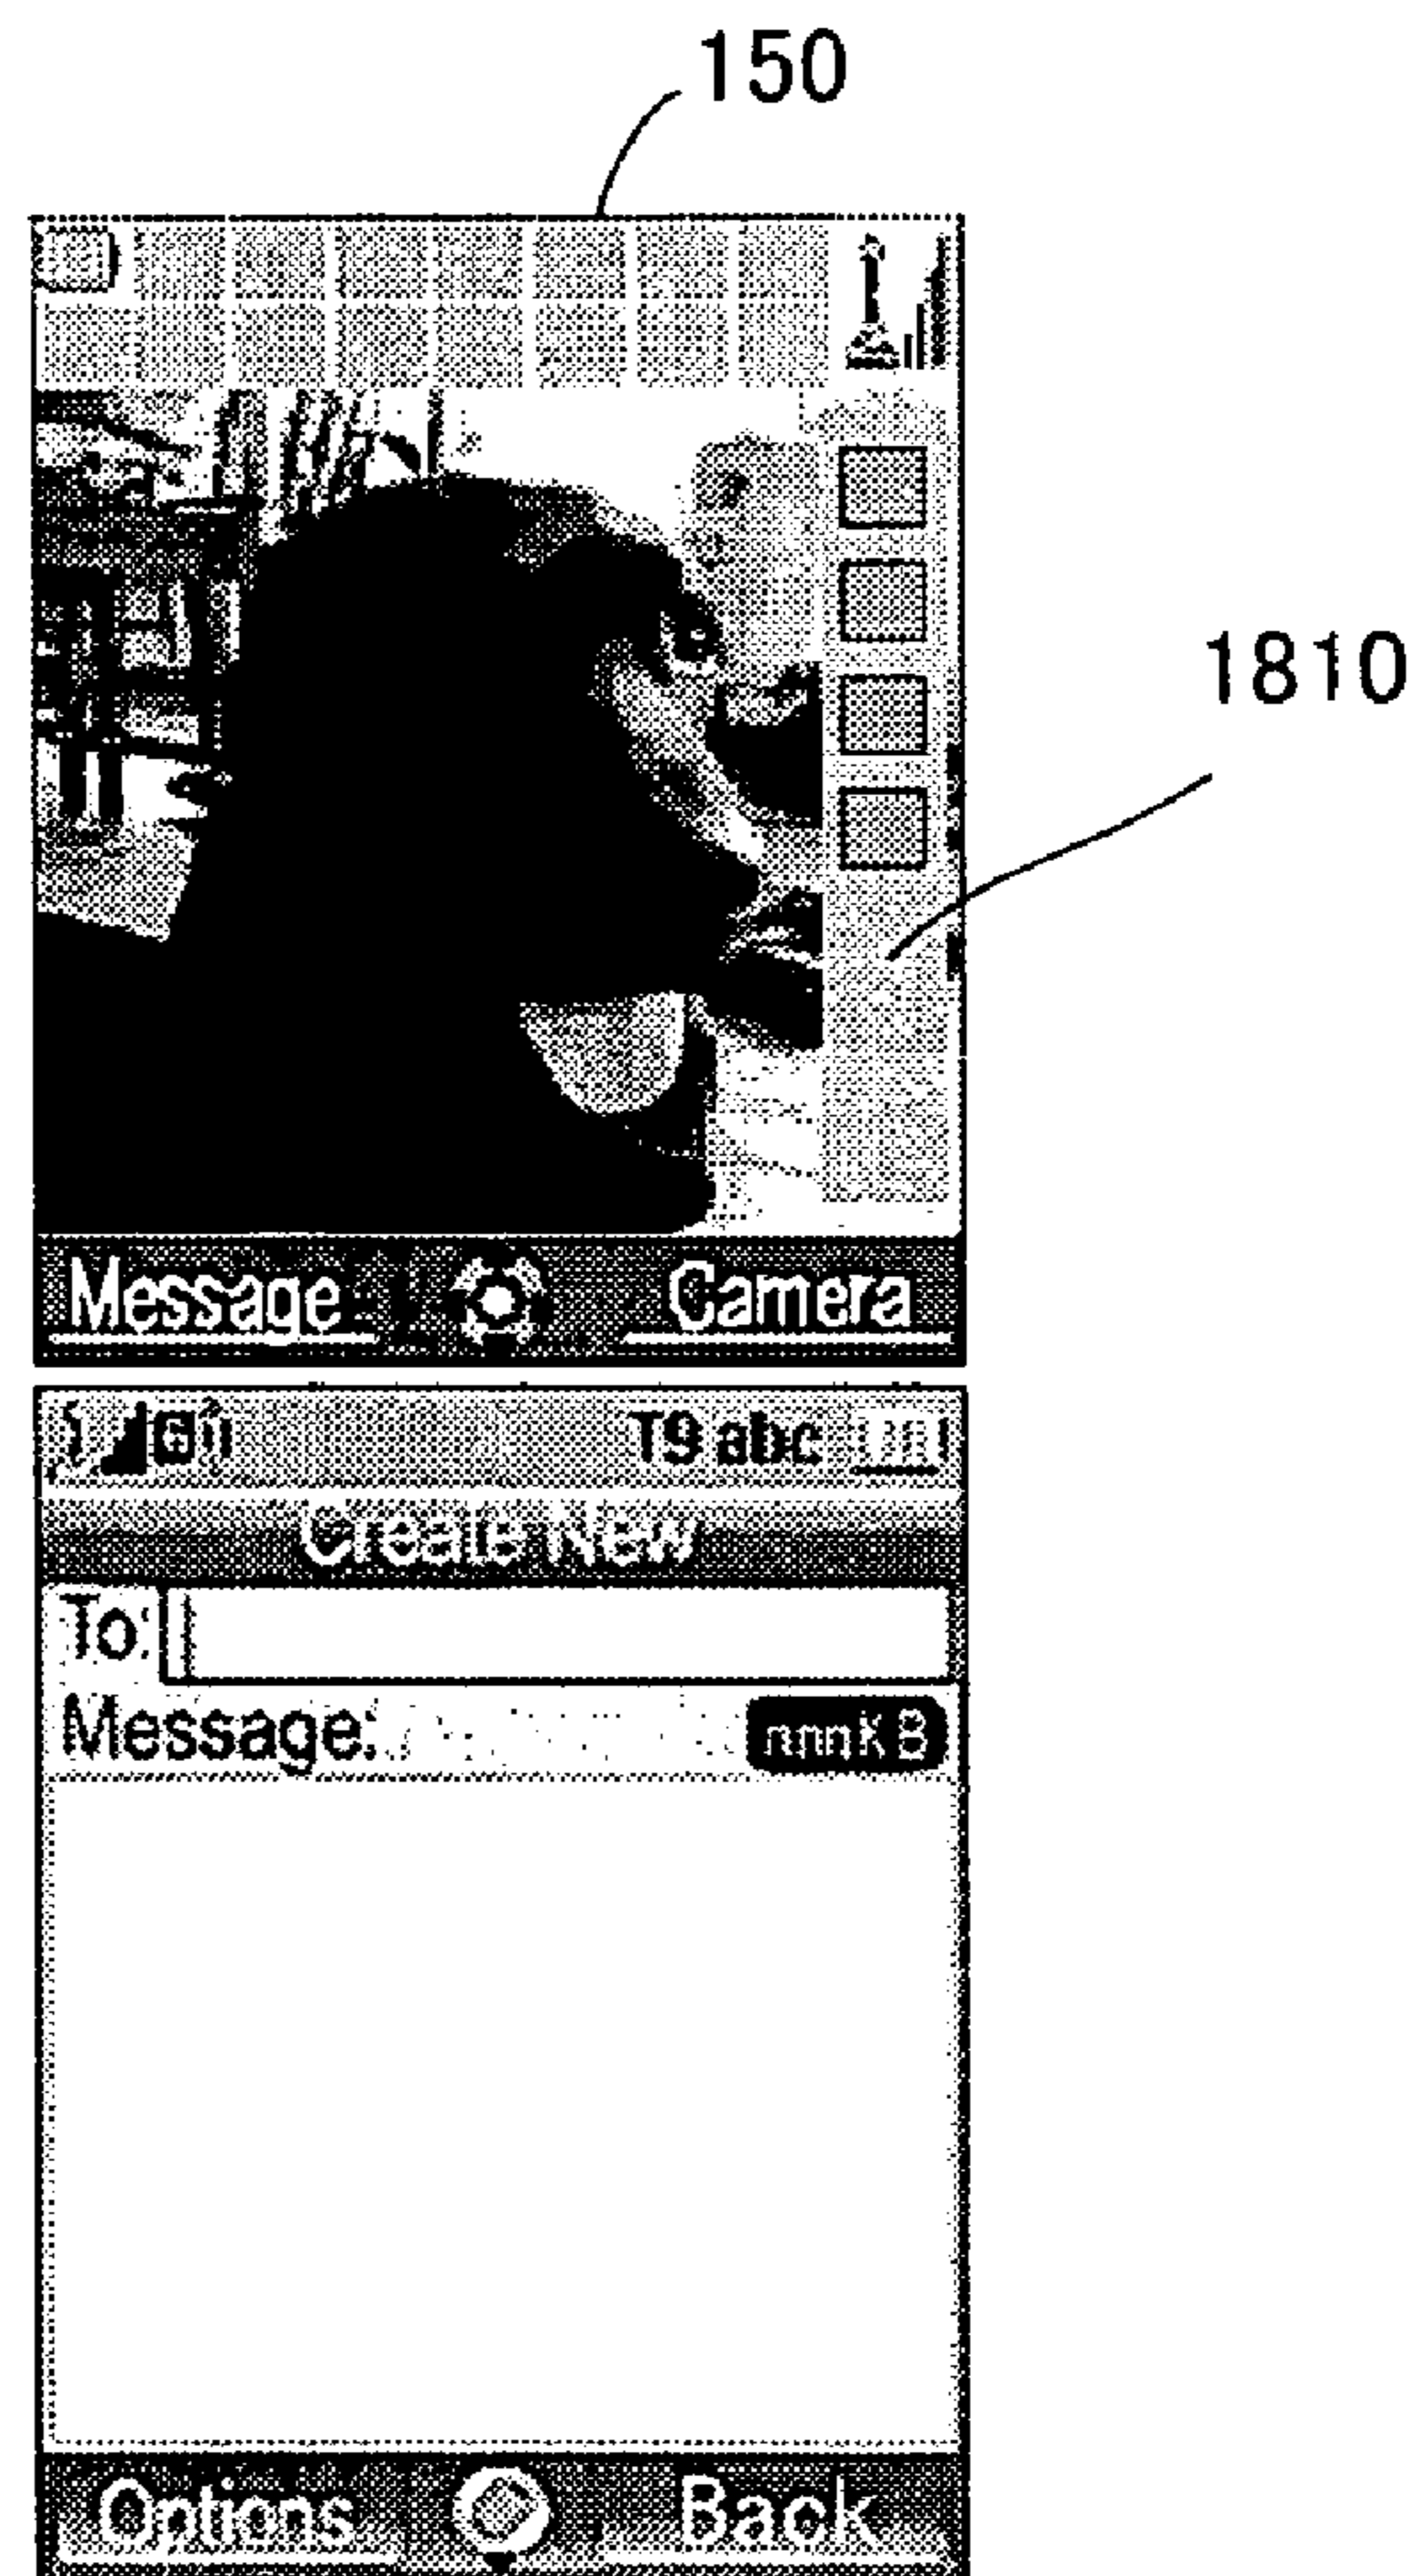 150
1810
Message Camera
T9 abc
Create New
To:
Message: nnnKB
Options Back